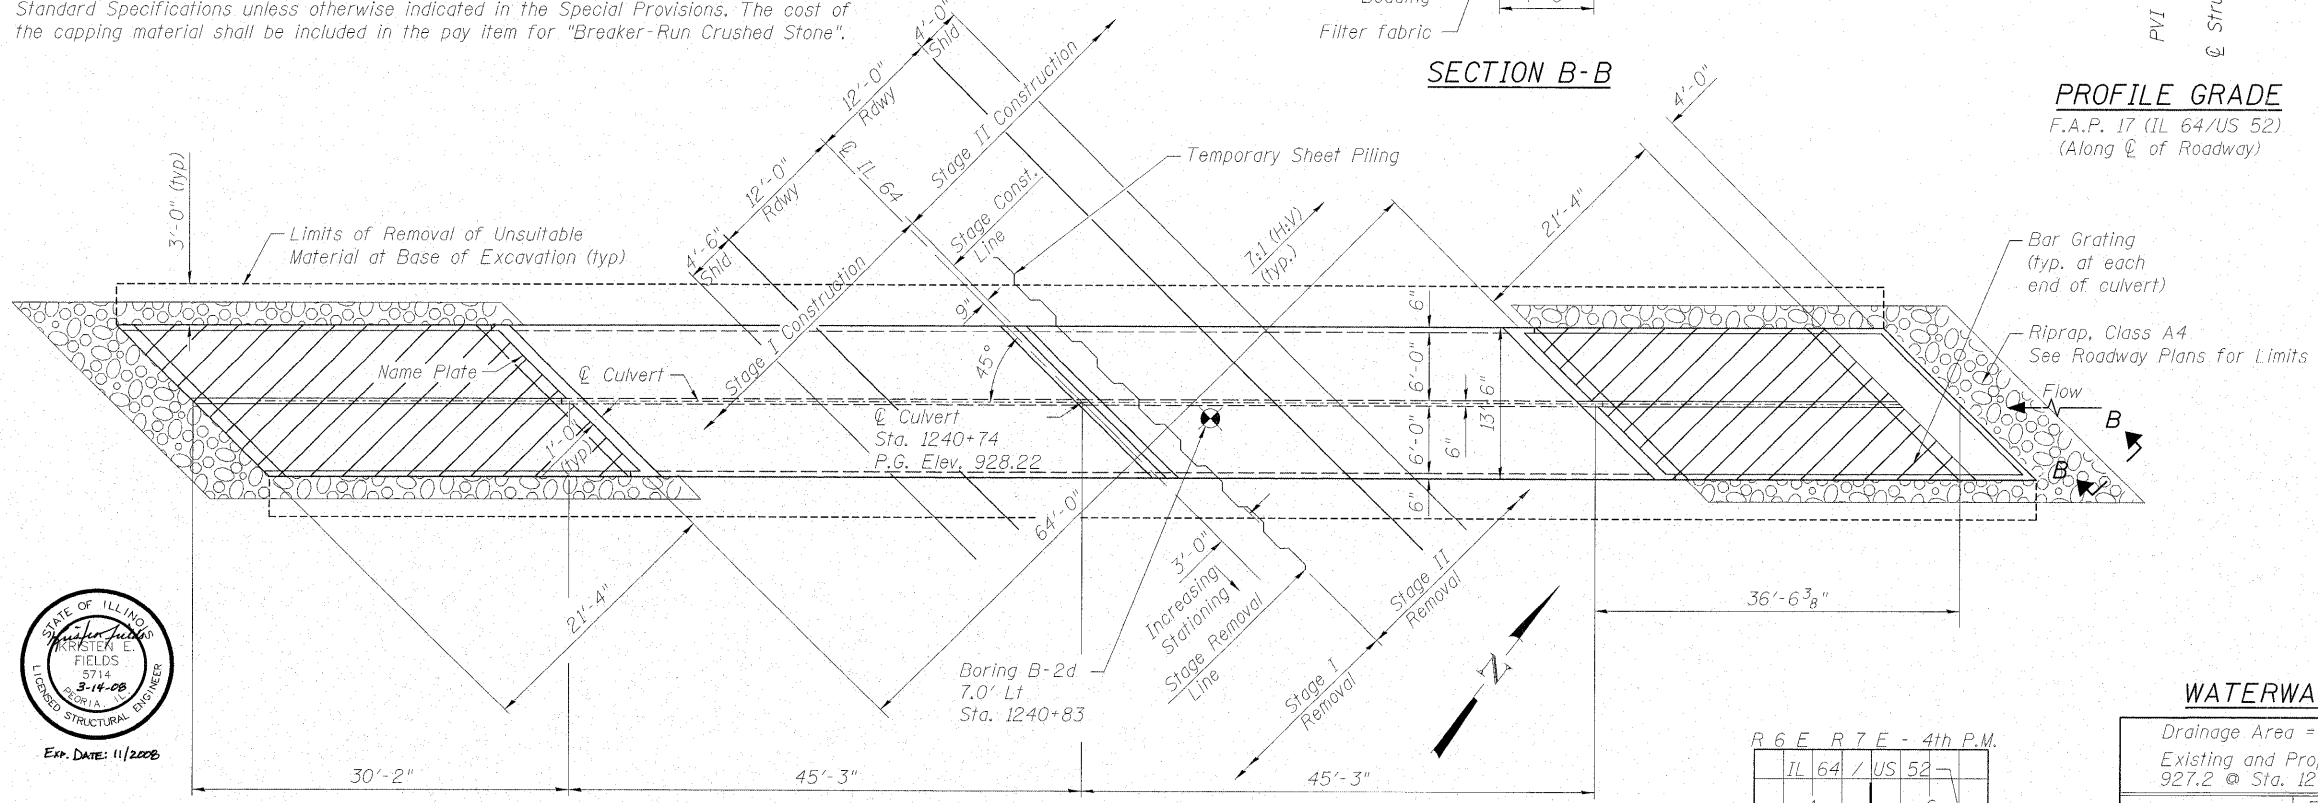 Standard Specifications unless otherwise indicated in the Special Provisions. The cost of
the capping material shall be included in the pay item for "Breaker-Run Crushed Stone".
Filter fabric
SECTION B-B
PVI
℄ Stru
PROFILE GRADE
F.A.P. 17 (IL 64/US 52)
(Along ℄ of Roadway)
4'-0"
Shld
12'-0"
Rdwy
Stage II Construction
℄ IL 64
12'-0"
Rdwy
4'-6"
Shld
Stage I Construction
Stage Const.
Line
Temporary Sheet Piling
7:1 (H:V)
(typ.)
21'-4"
4'-0"
3'-0" (typ)
Limits of Removal of Unsuitable
Material at Base of Excavation (typ)
Bar Grating
(typ. at each
end of culvert)
Riprap, Class A4
See Roadway Plans for Limits
Flow
B
B
Name Plate
℄ Culvert
9"
45°
℄ Culvert
Sta. 1240+74
P.G. Elev. 928.22
1'-0"
(typ)
6"
6'-0"
6'-0"
6"
6"
13'-6"
64'-0"
21'-4"
3'-0"
Increasing
Stationing
Stage Removal
Line
Stage II
Removal
Stage I
Removal
Boring B-2d
7.0' Lt
Sta. 1240+83
N
36'-6 3/8"
30'-2"
45'-3"
45'-3"
STATE OF ILLINOIS
KRISTEN E.
FIELDS
5714
3-14-08
PEORIA, IL.
LICENSED STRUCTURAL ENGINEER
EXP. DATE: 11/2008
R 6 E R 7 E - 4th P.M.
IL 64 / US 52
WATERWA
Drainage Area =
Existing and Pro
927.2 @ Sta. 12